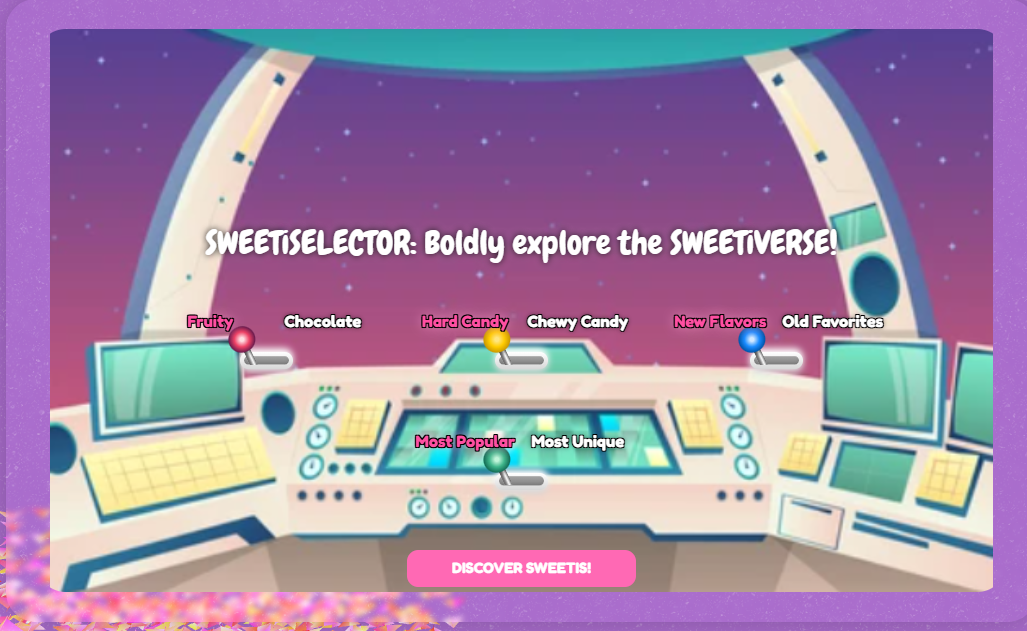 SWEETiSELECTOR: Boldly explore the SWEETiVERSE!
Fruity Chocolate Hard Candy Chewy Candy New Flavors Old Favorites
Most Popular Most Unique
DISCOVER SWEETIS!